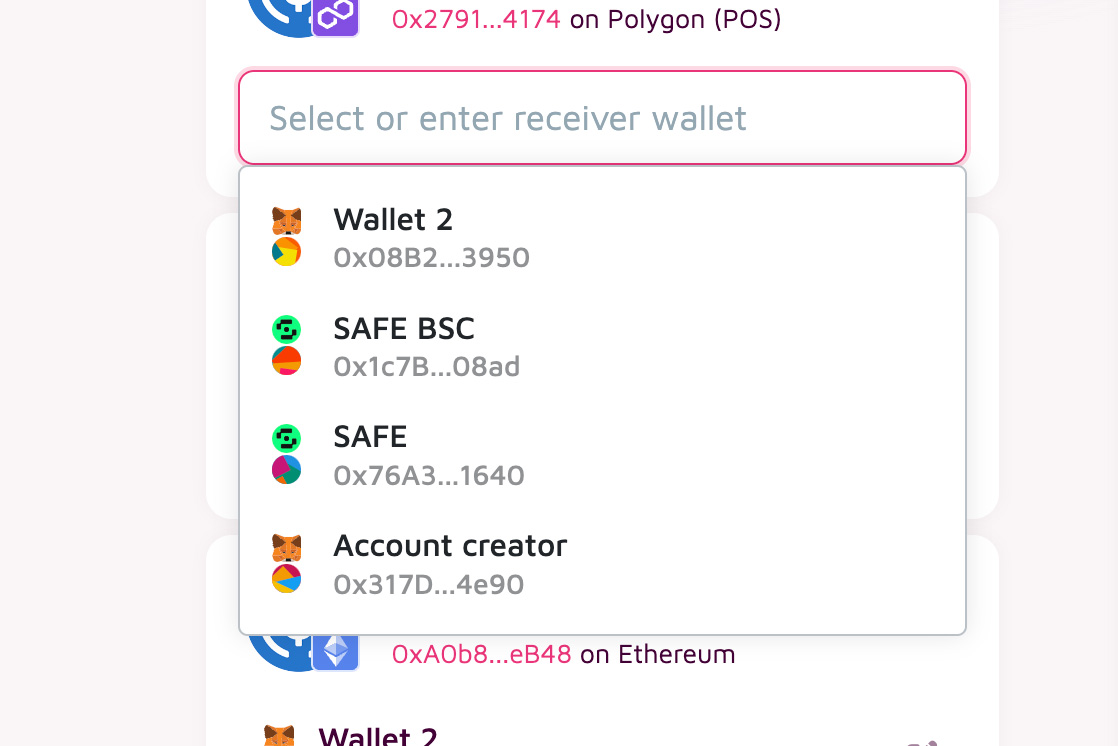 0x2791...4174 on Polygon (POS)
Select or enter receiver wallet
Wallet 2
0x08B2...3950
SAFE BSC
0x1c7B...08ad
SAFE
0x76A3...1640
Account creator
0x317D...4e90
0xA0b8...eB48 on Ethereum
Wallet 2